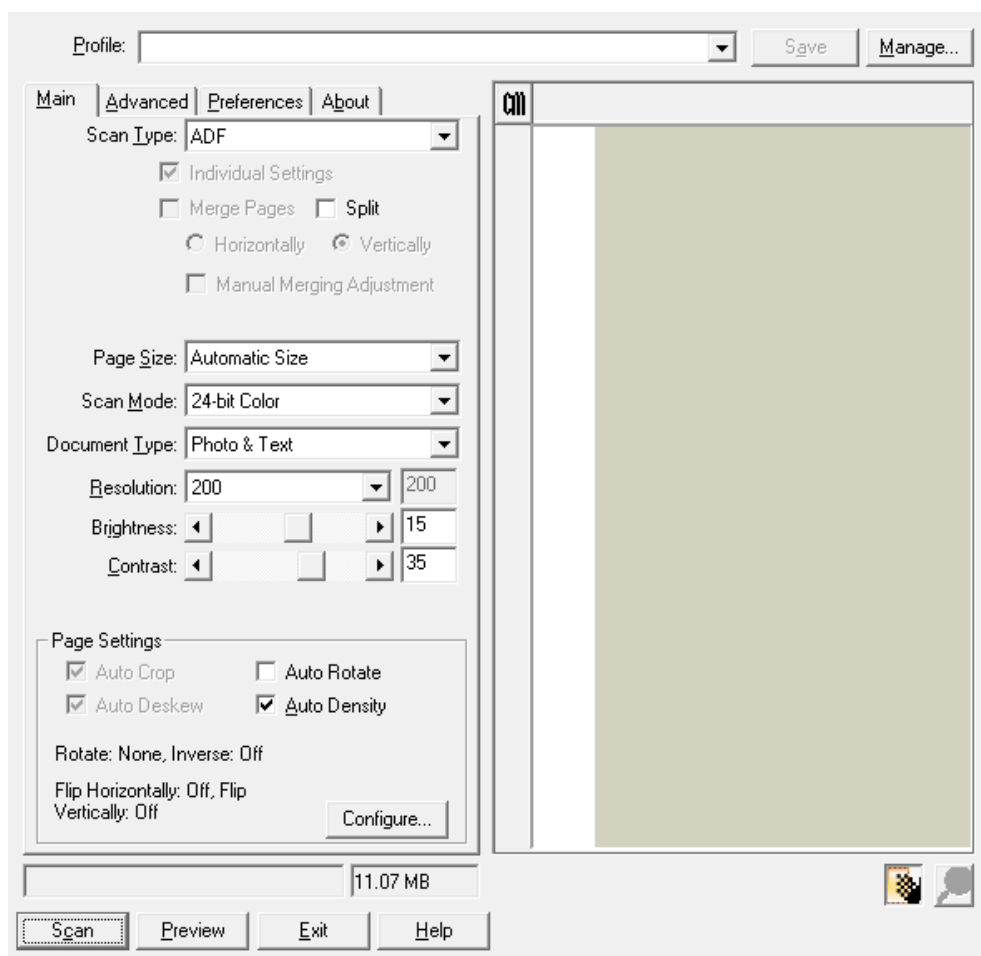 Profile: Save Manage...
Main Advanced Preferences About
Scan Type: ADF
Individual Settings
Merge Pages Split
Horizontally Vertically
Manual Merging Adjustment
Page Size: Automatic Size
Scan Mode: 24-bit Color
Document Type: Photo & Text
Resolution: 200 200
Brightness: 15
Contrast: 35
Page Settings
Auto Crop Auto Rotate
Auto Deskew Auto Density
Rotate: None, Inverse: Off
Flip Horizontally: Off, Flip
Vertically: Off
Configure...
11.07 MB
Scan Preview Exit Help